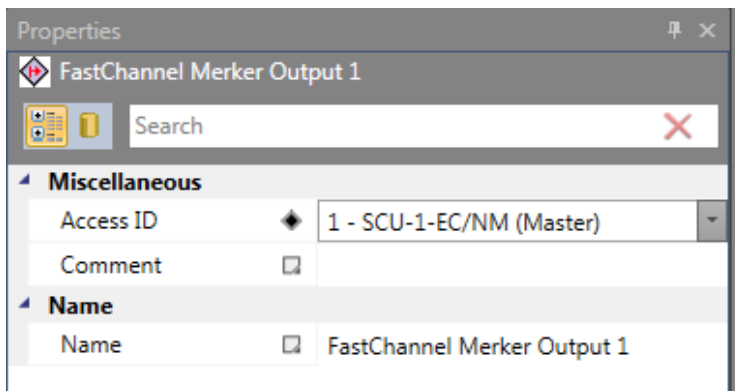 Properties
FastChannel Merker Output 1
Search
Miscellaneous
Access ID 1 - SCU-1-EC/NM (Master)
Comment
Name
Name FastChannel Merker Output 1